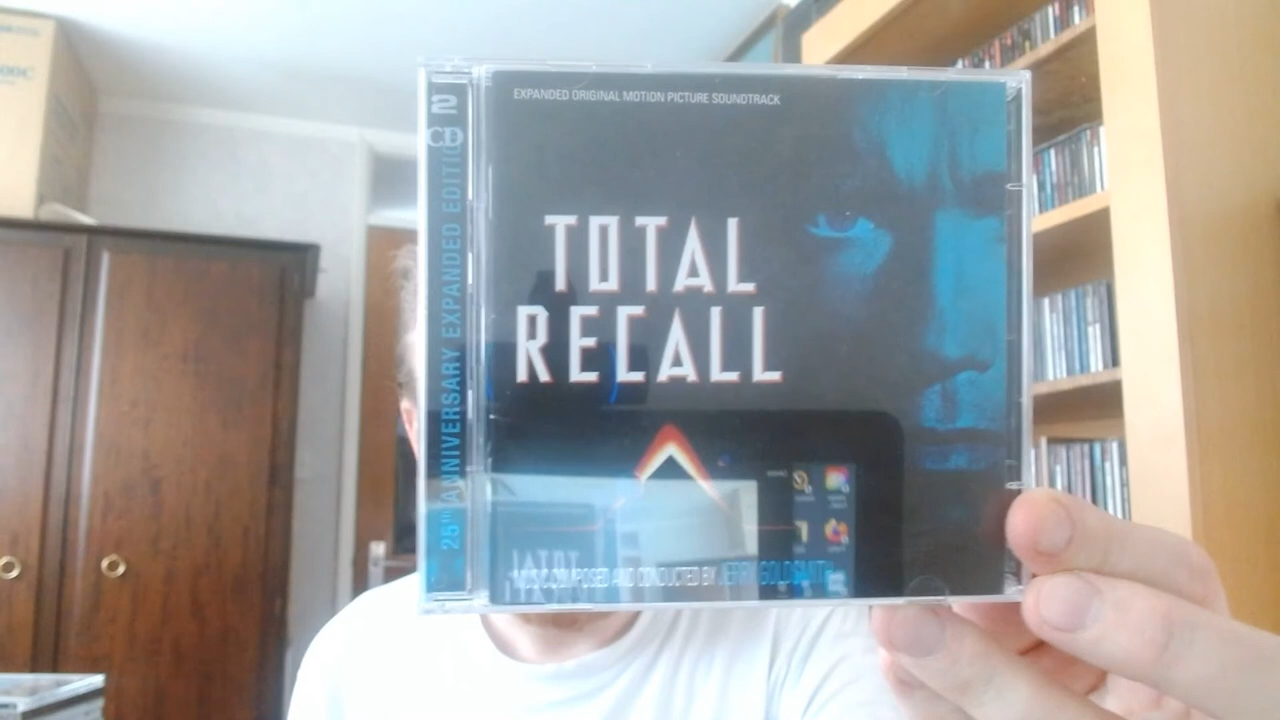 2
CD
25th ANNIVERSARY EXPANDED EDITION
EXPANDED ORIGINAL MOTION PICTURE SOUNDTRACK
TOTAL
RECALL
MUSIC COMPOSED AND CONDUCTED BY JERRY GOLDSMITH